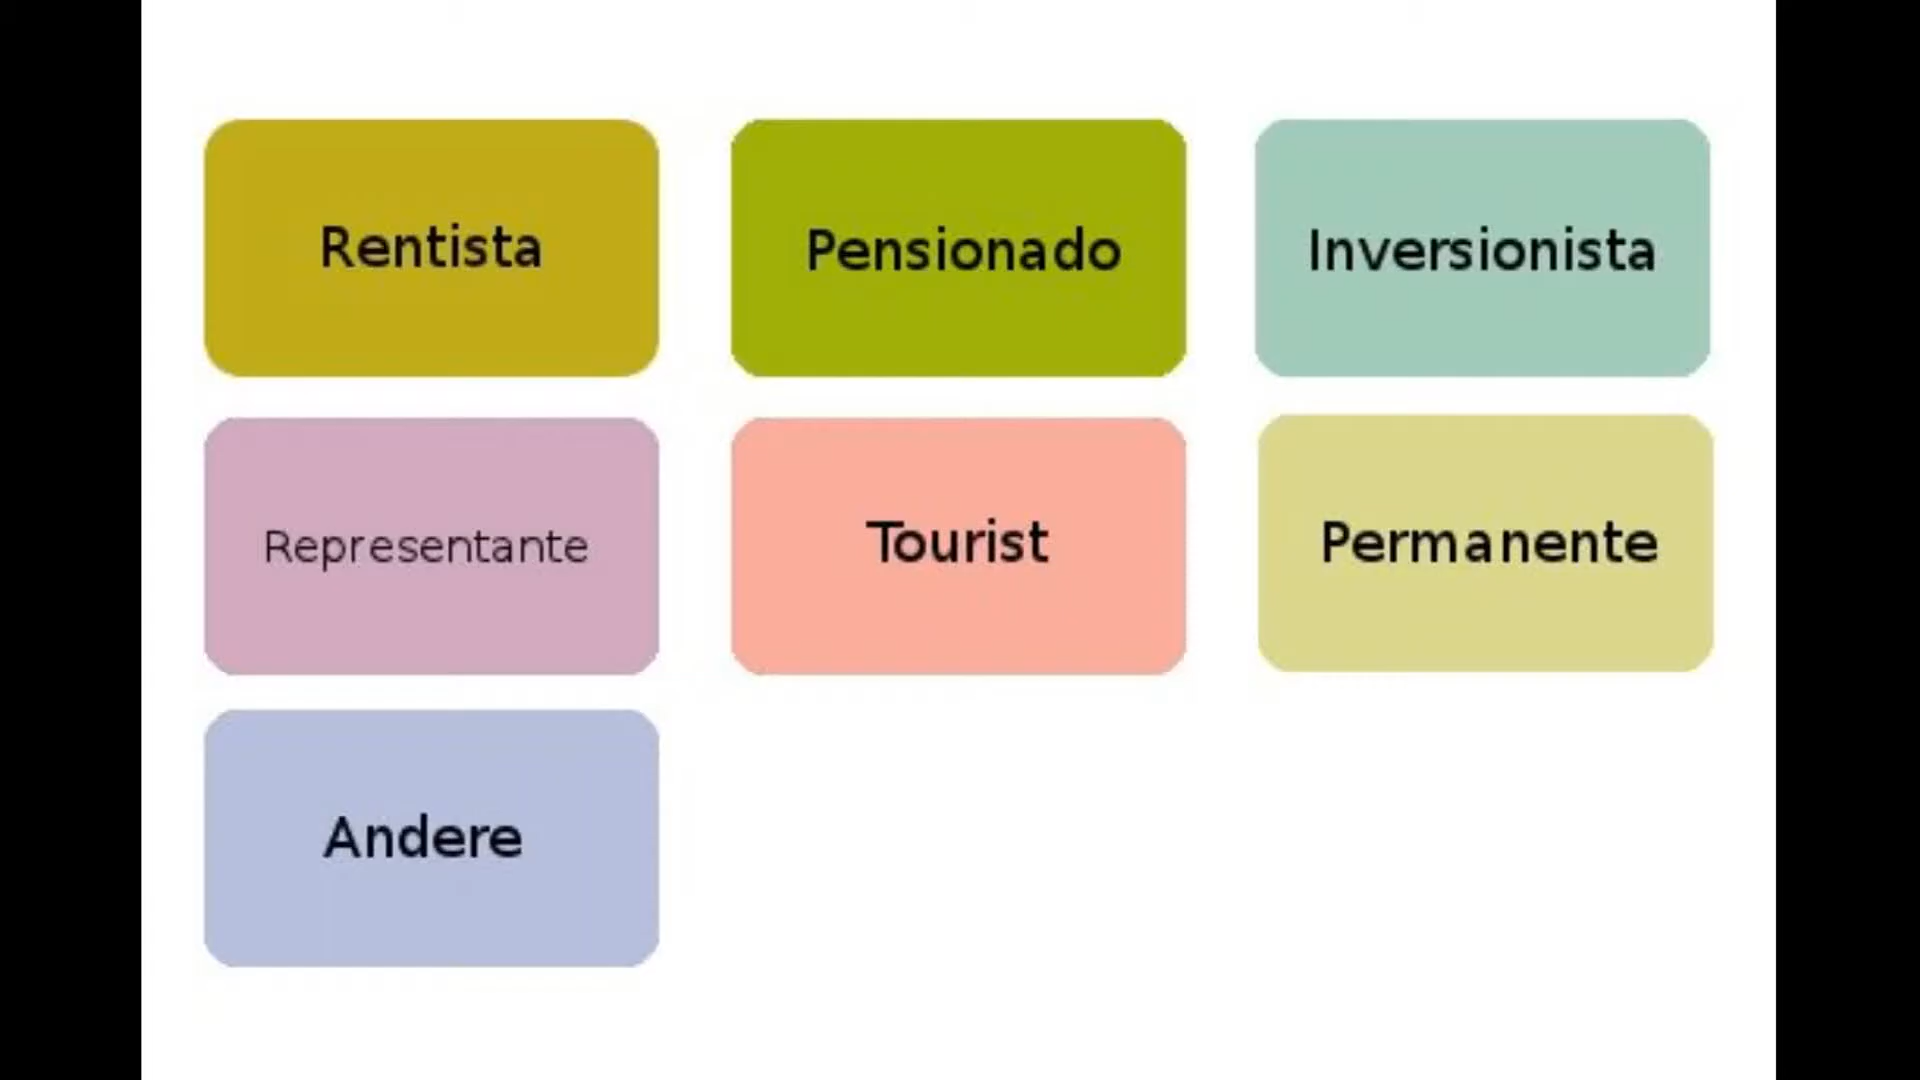 Rentista
Pensionado
Inversionista
Representante
Tourist
Permanente
Andere